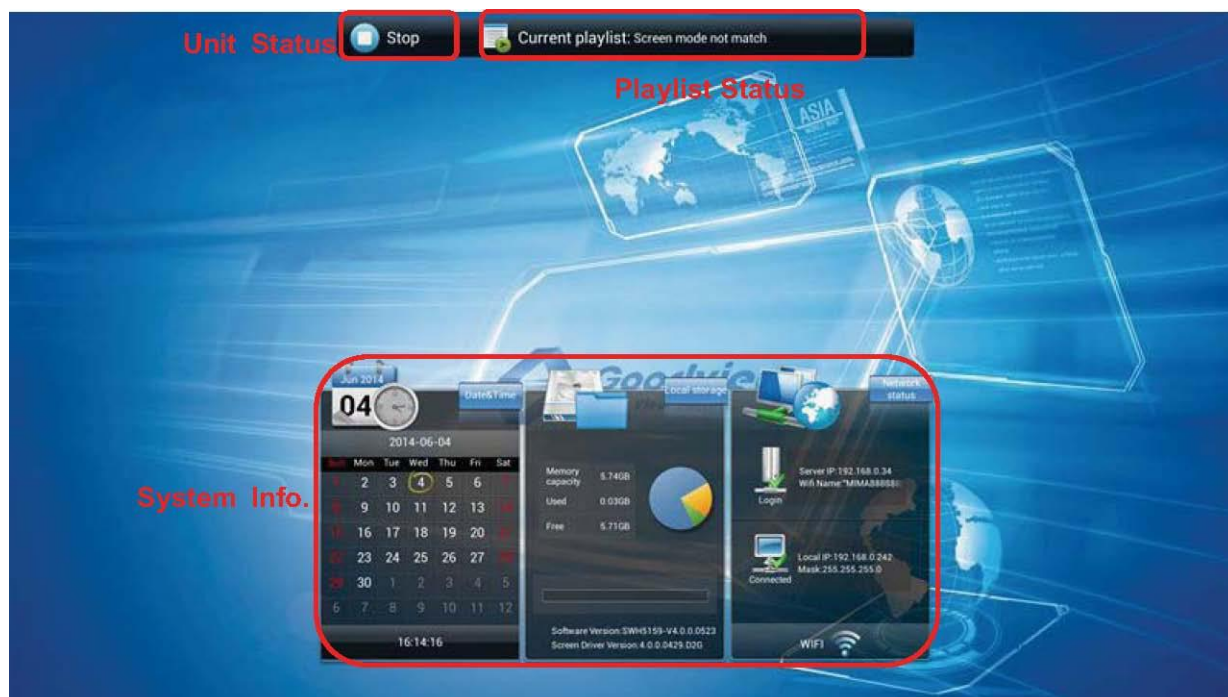 Unit Status
Stop
Current playlist: Screen mode not match
Playlist Status
ASIA
WORLD MAP
Goodview
Jun 2014
04
Date&Time
Local storage
Network status
2014-06-04
Sun Mon Tue Wed Thu Fri Sat
1 2 3 4 5 6 7
8 9 10 11 12 13 14
15 16 17 18 19 20 21
22 23 24 25 26 27 28
29 30 1 2 3 4 5
6 7 8 9 10 11 12
16:14:16
System Info.
Memory capacity 5.74GB
Used 0.03GB
Free 5.71GB
Software Version:SWH5159-V4.0.0.0523
Screen Driver Version:4.0.0.0429.D2G
Login
Server IP:192.168.0.34
Wifi Name:"MIMA88868
Connected
Local IP:192.168.0.242
Mask:255.255.255.0
WIFI